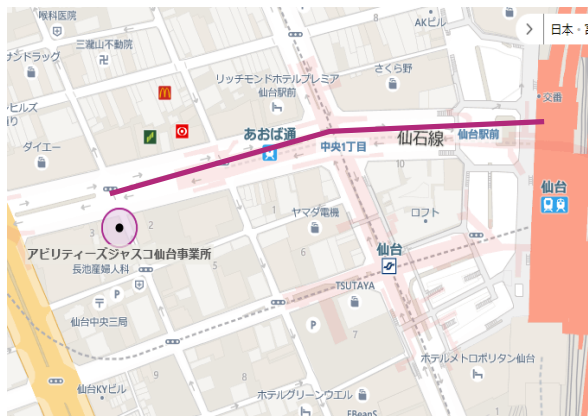 喉科医院
8
AKビル
日本
三瀧山不動院
サンドラッグ
リッチモンドホテルプレミア
仙台駅前
さくら野
交番
ヒルズ
通り
あおば通
中央1丁目
仙石線
仙台駅前
ダイエー
10
仙台
3
2
1
ヤマダ電機
ロフト
アビリティーズジャスコ仙台事業所
長池産婦人科
5
6
仙台
TSUTAYA
P
P
仙台中央三局
7
ホテルメトロポリタン仙台
9
8
仙台KYビル
ホテルグリーンウエル
EBeanS